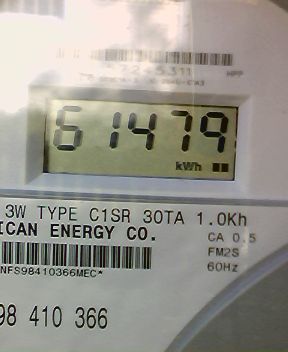 61479
kWh
3W TYPE C1SR 30TA 1.0Kh
ICAN ENERGY CO.
CA 0.5
FM2S
60Hz
NFS98410366MEC*
98 410 366